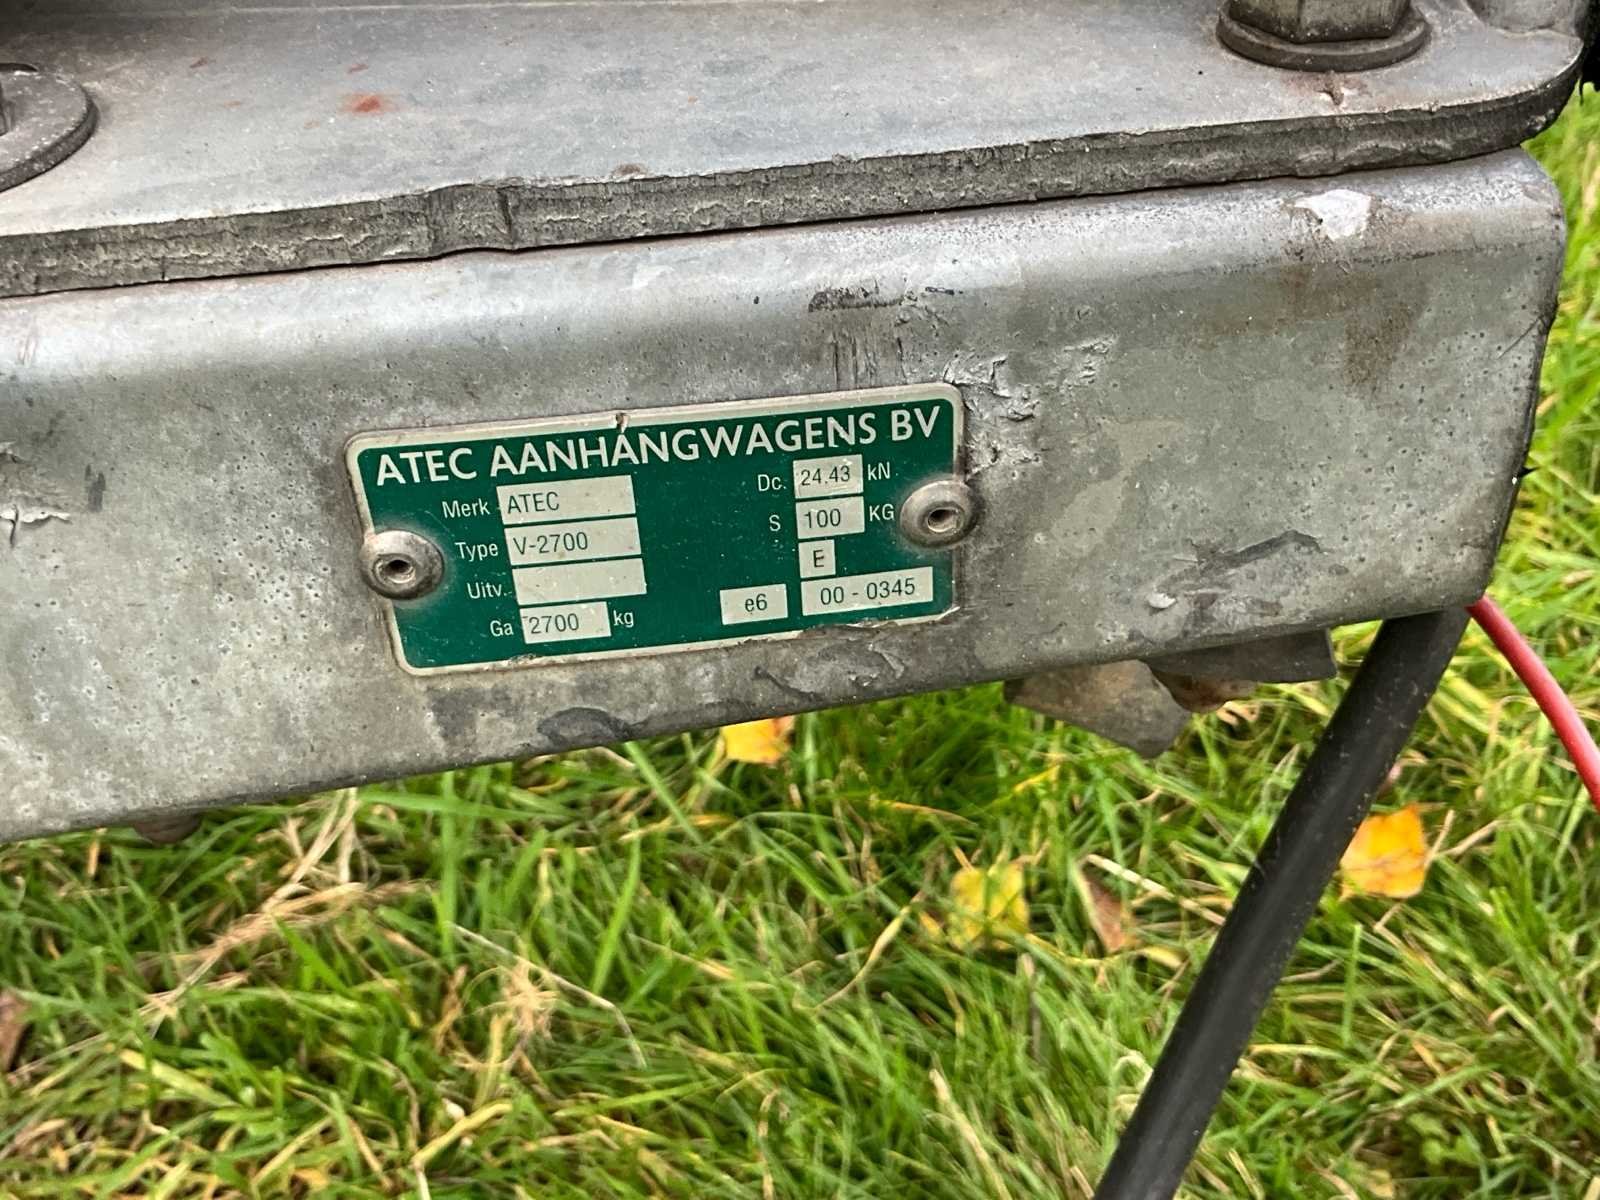 ATEC AANHANGWAGENS BV
Merk ATEC
Type V-2700
Uitv.
Ga 2700 kg
Dc. 24.43 kN
S 100 KG
E
e6 00 - 0345